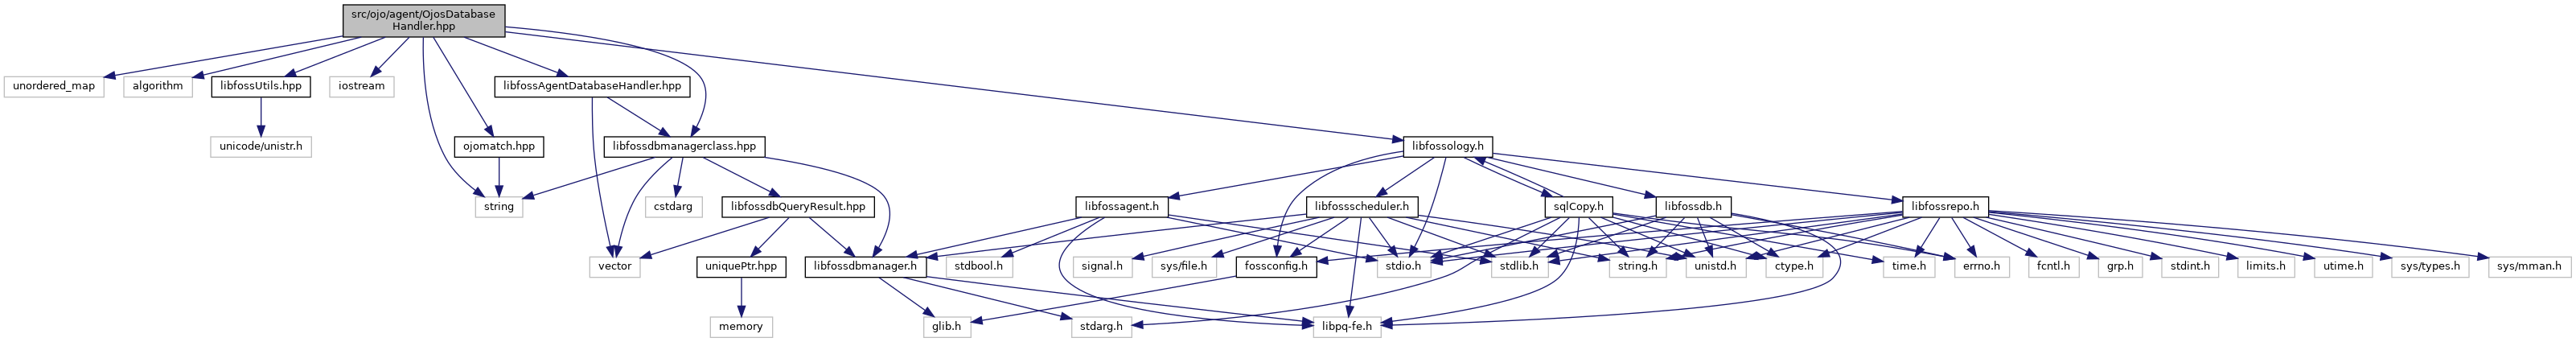 src/ojo/agent/OjosDatabase
Handler.hpp
unordered_map
algorithm
libfossUtils.hpp
iostream
libfossAgentDatabaseHandler.hpp
unicode/unistr.h
ojomatch.hpp
libfossdbmanagerclass.hpp
libfossology.h
string
cstdarg
libfossdbQueryResult.hpp
libfossagent.h
libfossscheduler.h
sqlCopy.h
libfossdb.h
libfossrepo.h
vector
uniquePtr.hpp
libfossdbmanager.h
stdbool.h
signal.h
sys/file.h
fossconfig.h
stdio.h
stdlib.h
string.h
unistd.h
ctype.h
time.h
errno.h
fcntl.h
grp.h
stdint.h
limits.h
utime.h
sys/types.h
sys/mman.h
memory
glib.h
stdarg.h
libpq-fe.h